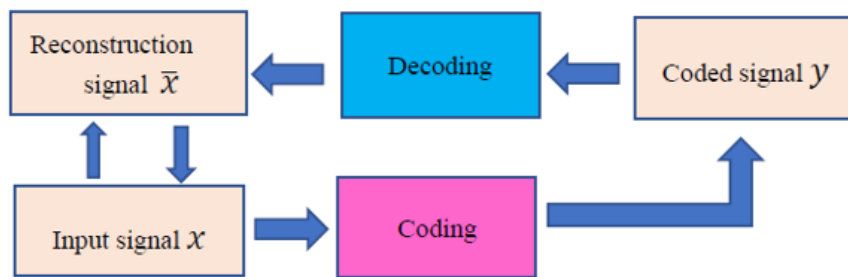 Reconstruction
signal x̄
Decoding
Coded signal y
Input signal x
Coding